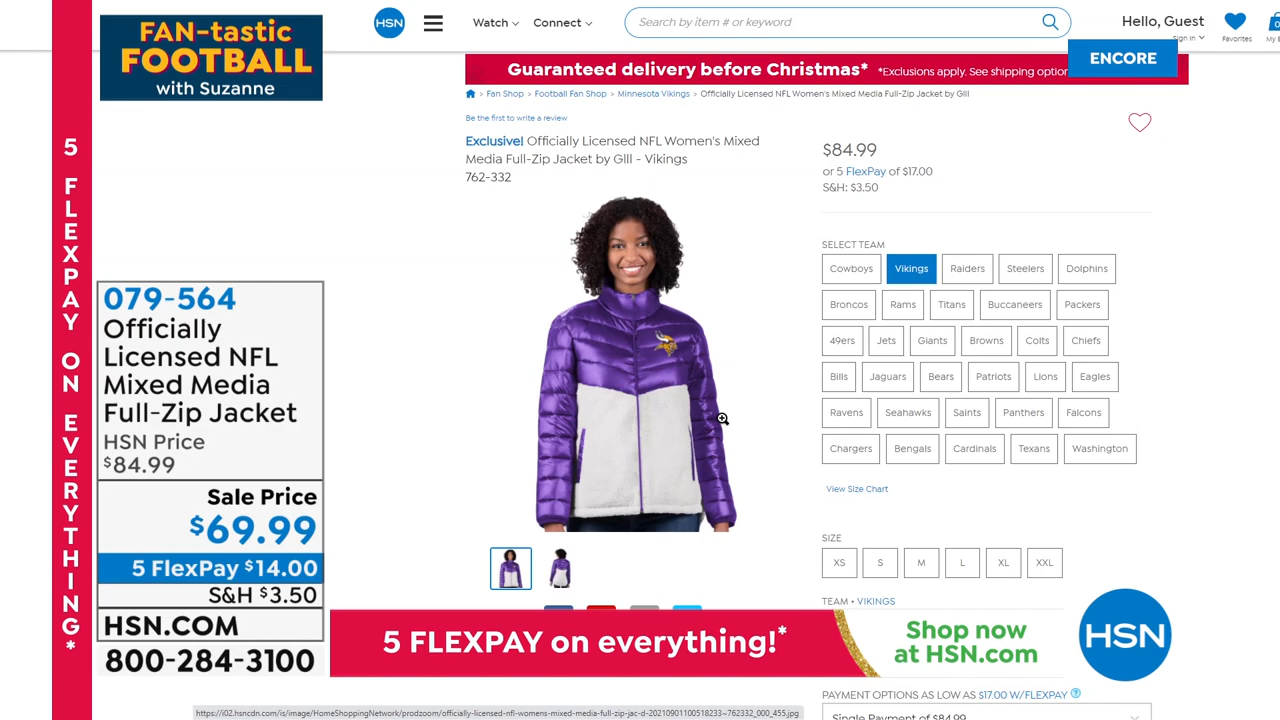 FAN-tastic
FOOTBALL
with Suzanne
5 FLEXPAY ON EVERYTHING!*
079-564
Officially
Licensed NFL
Mixed Media
Full-Zip Jacket
HSN Price
$84.99
Sale Price
$69.99
5 FlexPay $14.00
S&H $3.50
HSN.COM
800-284-3100
HSN
Watch
Connect
Search by item # or keyword
Hello, Guest
Sign In
Favorites
0
My B
ENCORE
Guaranteed delivery before Christmas* *Exclusions apply. See shipping option
> Fan Shop > Football Fan Shop > Minnesota Vikings > Officially Licensed NFL Women's Mixed Media Full-Zip Jacket by GIII
Be the first to write a review
Exclusive! Officially Licensed NFL Women's Mixed
Media Full-Zip Jacket by GIII - Vikings
762-332
$84.99
or 5 FlexPay of $17.00
S&H: $3.50
SELECT TEAM
Cowboys Vikings Raiders Steelers Dolphins
Broncos Rams Titans Buccaneers Packers
49ers Jets Giants Browns Colts Chiefs
Bills Jaguars Bears Patriots Lions Eagles
Ravens Seahawks Saints Panthers Falcons
Chargers Bengals Cardinals Texans Washington
View Size Chart
SIZE
XS S M L XL XXL
TEAM - VIKINGS
5 FLEXPAY on everything!*
Shop now
at HSN.com
HSN
PAYMENT OPTIONS AS LOW AS $17.00 W/FLEXPAY ?
Single Payment of $84.99
https://i02.hsncdn.com/is/image/HomeShoppingNetwork/prodzoom/officially-licensed-nfl-womens-mixed-media-full-zip-jac-d-20210901100518233~762332_000_455.jpg